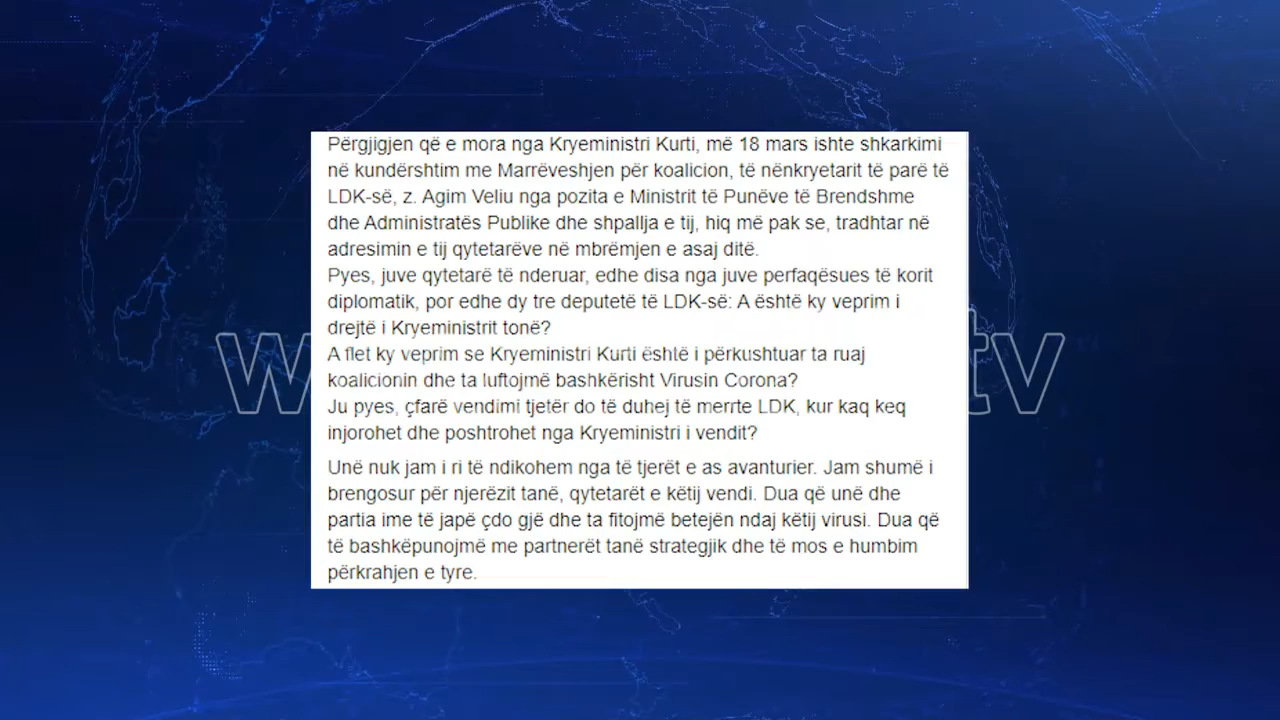 Përgjigjen që e mora nga Kryeministri Kurti, më 18 mars ishte shkarkimi
në kundërshtim me Marrëveshjen për koalicion, të nënkryetarit të parë të
LDK-së, z. Agim Veliu nga pozita e Ministrit të Punëve të Brendshme
dhe Administratës Publike dhe shpallja e tij, hiq më pak se, tradhtar në
adresimin e tij qytetarëve në mbrëmjen e asaj ditë.
Pyes, juve qytetarë të nderuar, edhe disa nga juve perfaqësues të korit
diplomatik, por edhe dy tre deputetë të LDK-së: A është ky veprim i
drejtë i Kryeministrit tonë?
A flet ky veprim se Kryeministri Kurti është i përkushtuar ta ruaj
koalicionin dhe ta luftojmë bashkërisht Virusin Corona?
Ju pyes, çfarë vendimi tjetër do të duhej të merrte LDK, kur kaq keq
injorohet dhe poshtrohet nga Kryeministri i vendit?
Unë nuk jam i ri të ndikohem nga të tjerët e as avanturier. Jam shumë i
brengosur për njerëzit tanë, qytetarët e këtij vendi. Dua që unë dhe
partia ime të japë çdo gjë dhe ta fitojmë betejën ndaj këtij virusi. Dua që
të bashkëpunojmë me partnerët tanë strategjik dhe të mos e humbim
përkrahjen e tyre.